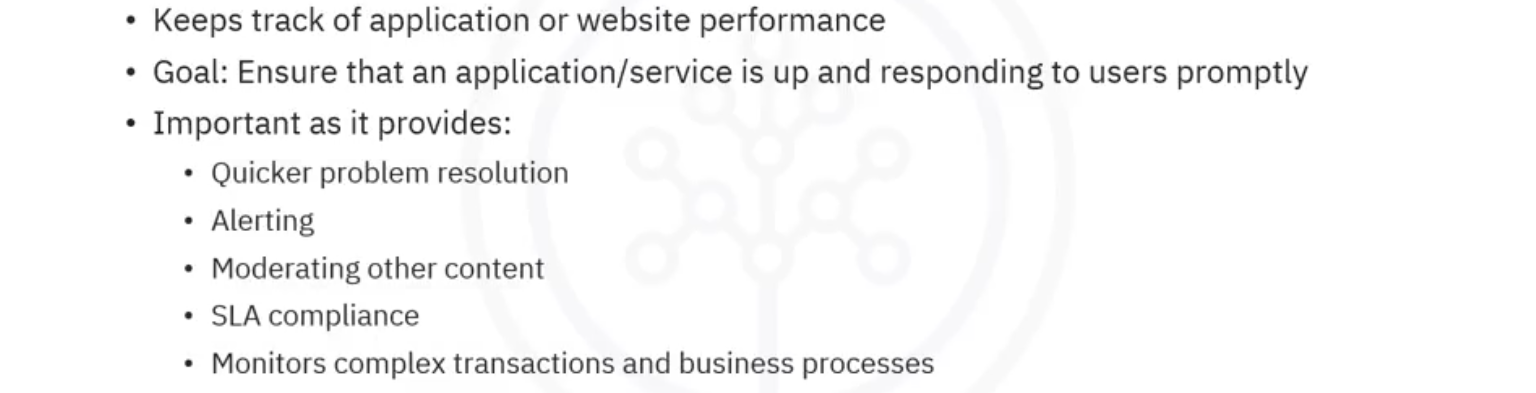 • Keeps track of application or website performance
• Goal: Ensure that an application/service is up and responding to users promptly
• Important as it provides:
• Quicker problem resolution
• Alerting
• Moderating other content
• SLA compliance
• Monitors complex transactions and business processes